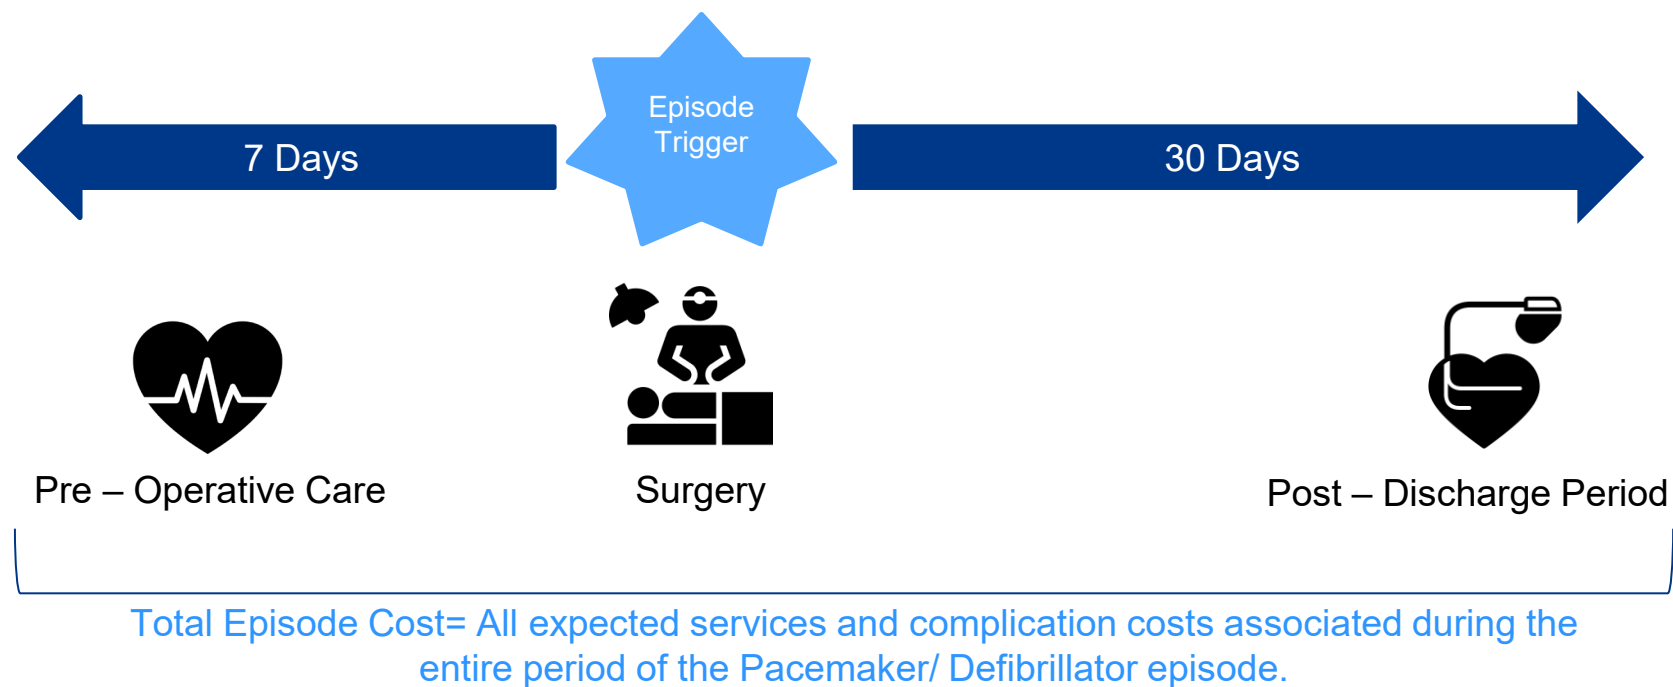 Episode
Trigger
7 Days
30 Days
Pre – Operative Care
Surgery
Post – Discharge Period
Total Episode Cost= All expected services and complication costs associated during the
entire period of the Pacemaker/ Defibrillator episode.